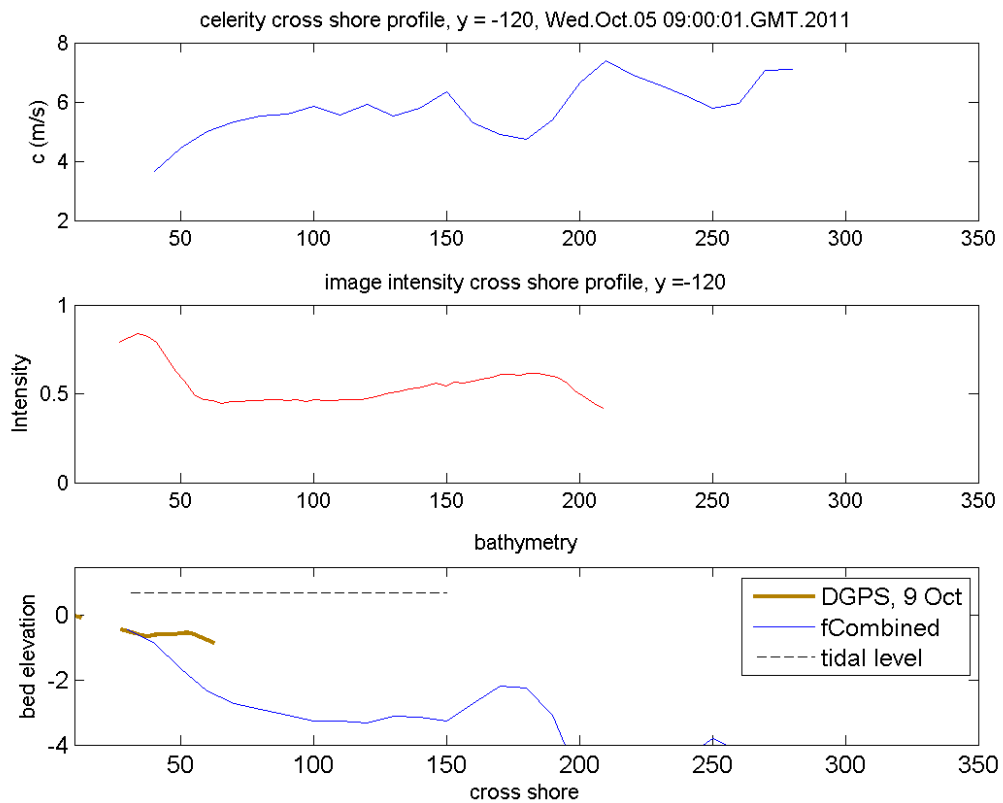 celerity cross shore profile, y = -120, Wed.Oct.05 09:00:01.GMT.2011
8
6
4
2
c (m/s)
50 100 150 200 250 300 350
image intensity cross shore profile, y =-120
1
0.5
0
Intensity
50 100 150 200 250 300 350
bathymetry
0
-2
-4
bed elevation
DGPS, 9 Oct
fCombined
tidal level
50 100 150 200 250 300 350
cross shore